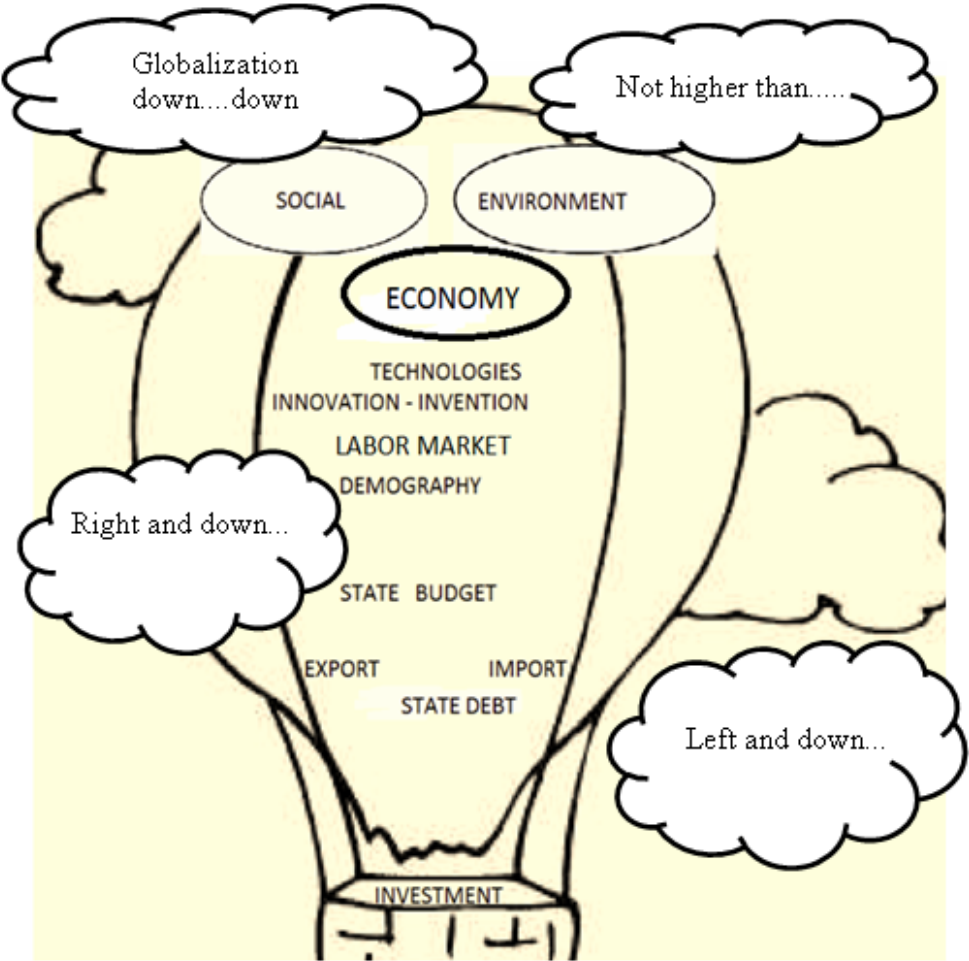 Globalization
down....down
Not higher than.....
SOCIAL
ENVIRONMENT
ECONOMY
TECHNOLOGIES
INNOVATION - INVENTION
LABOR MARKET
DEMOGRAPHY
Right and down...
STATE BUDGET
EXPORT
IMPORT
STATE DEBT
Left and down...
INVESTMENT